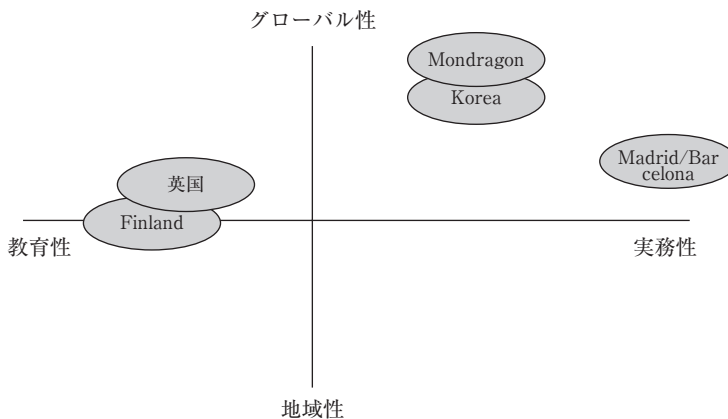 グローバル性
Mondragon
Korea
Madrid/Bar
celona
英国
Finland
教育性
実務性
地域性